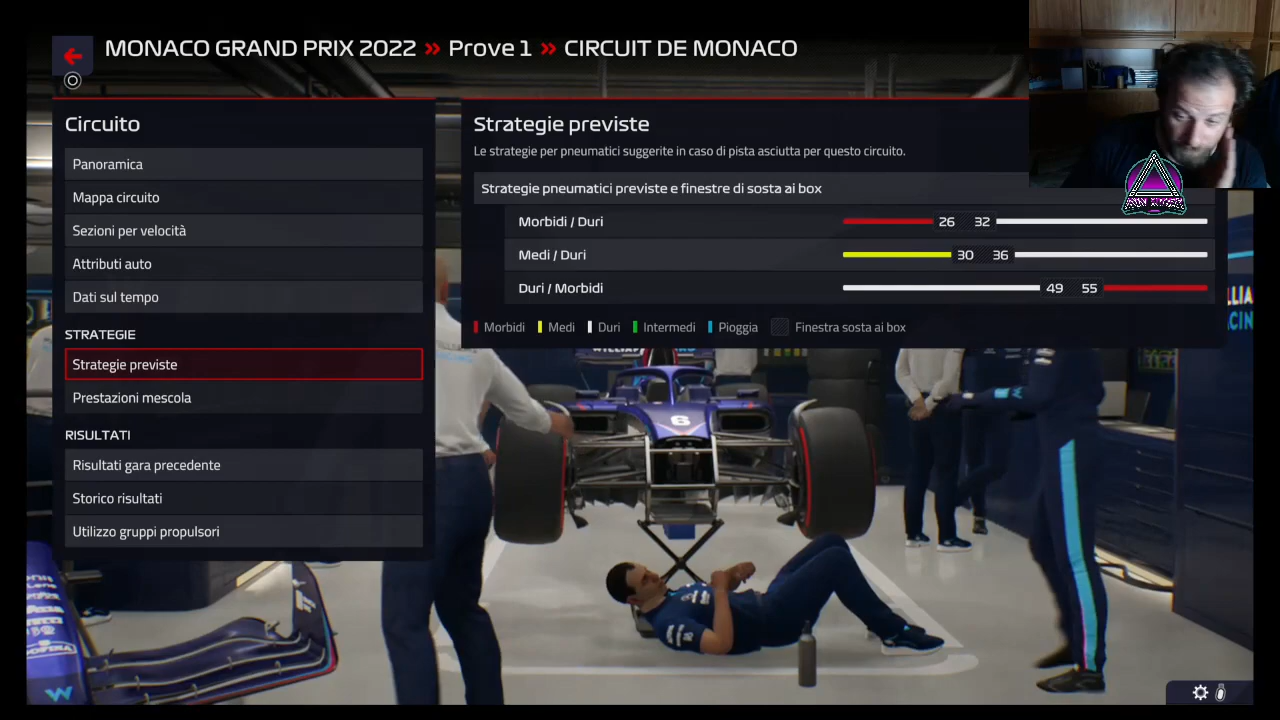 MONACO GRAND PRIX 2022 » Prove 1 » CIRCUIT DE MONACO
Circuito
Panoramica
Mappa circuito
Sezioni per velocità
Attributi auto
Dati sul tempo
STRATEGIE
Strategie previste
Prestazioni mescola
RISULTATI
Risultati gara precedente
Storico risultati
Utilizzo gruppi propulsori
Strategie previste
Le strategie per pneumatici suggerite in caso di pista asciutta per questo circuito.
Strategie pneumatici previste e finestre di sosta ai box
Morbidi / Duri 26 32
Medi / Duri 30 36
Duri / Morbidi 49 55
Morbidi Medi Duri Intermedi Pioggia Finestra sosta ai box
6